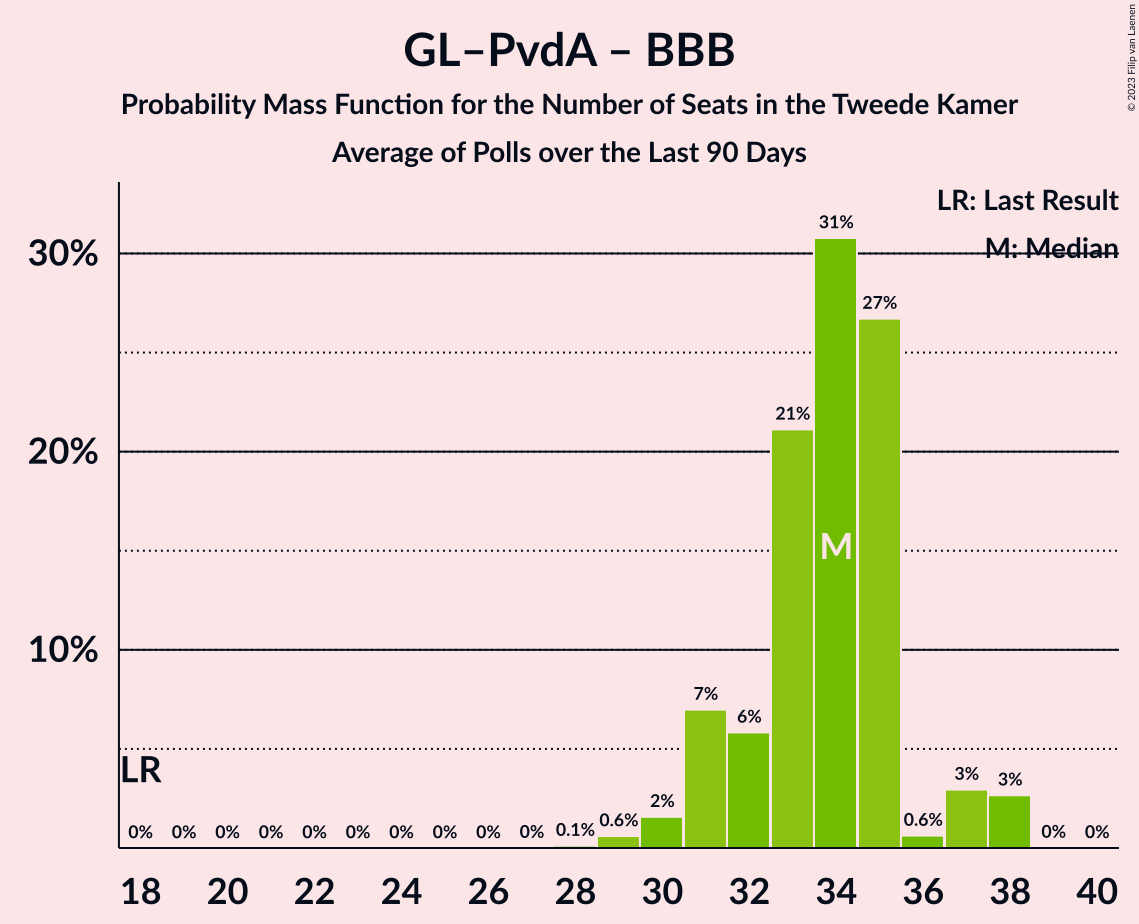 GL–PvdA – BBB
Probability Mass Function for the Number of Seats in the Tweede Kamer
Average of Polls over the Last 90 Days
© 2023 Filip van Laenen
LR: Last Result
M: Median
30%
20%
10%
31%
27%
21%
M
7%
6%
3%
3%
2%
LR
0% 0% 0% 0% 0% 0% 0% 0% 0% 0% 0.1% 0.6% 0.6% 0% 0%
18 20 22 24 26 28 30 32 34 36 38 40